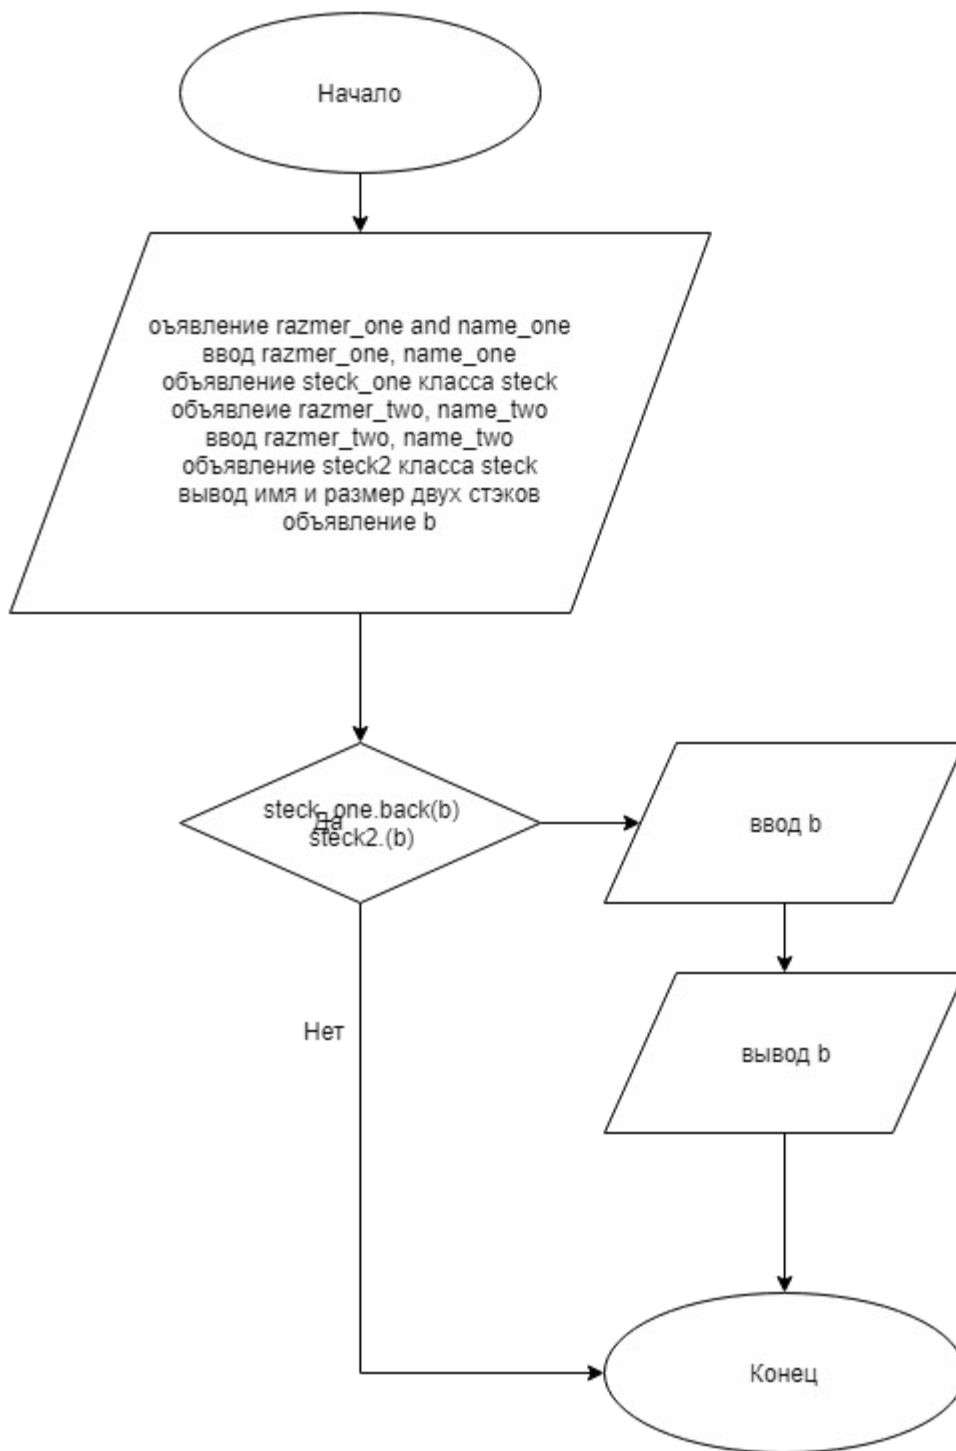 Начало
оъявление razmer_one and name_one
ввод razmer_one, name_one
объявление steck_one класса steck
объявлеие razmer_two, name_two
ввод razmer_two, name_two
объявление steck2 класса steck
вывод имя и размер двух стэков
объявление b
steck_one.back(b)
Да
steck2.(b)
ввод b
Нет
вывод b
Конец